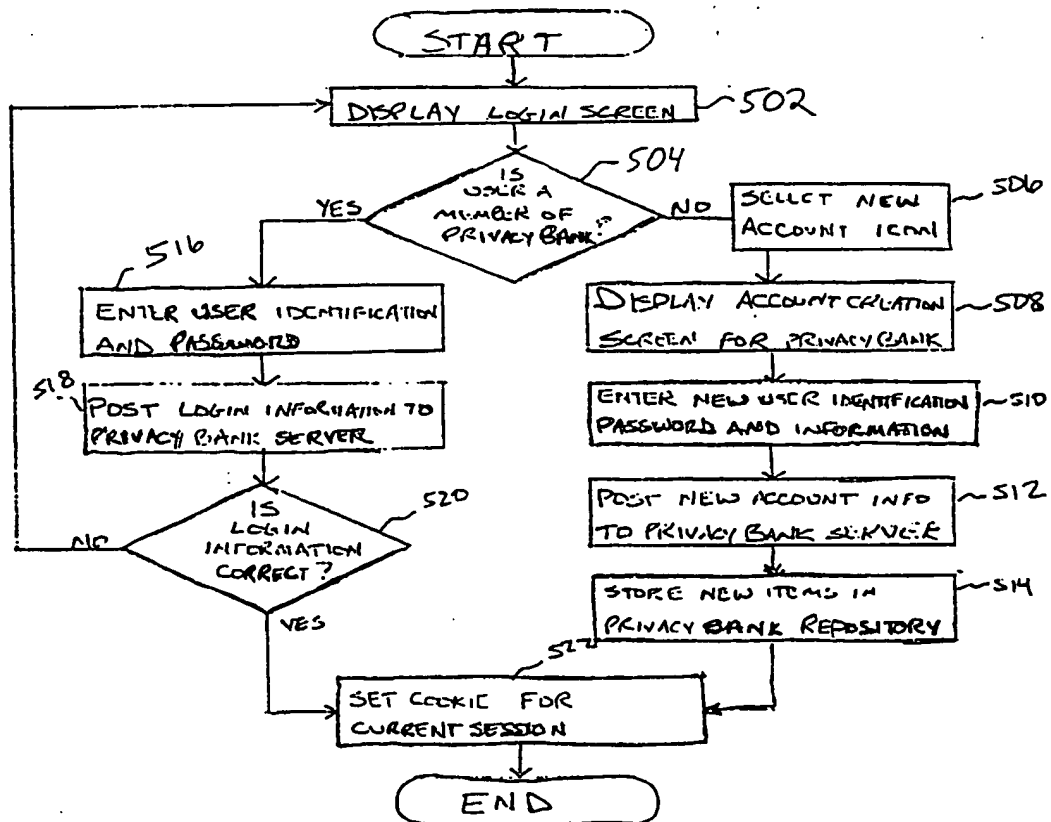 START
DISPLAY LOGIN SCREEN
502
IS
USER A
MEMBER OF
PRIVACY BANK?
504
YES
NO
SELECT NEW
ACCOUNT ICON
506
516
ENTER USER IDENTIFICATION
AND PASSWORD
DISPLAY ACCOUNT CREATION
SCREEN FOR PRIVACY BANK
508
518
POST LOGIN INFORMATION TO
PRIVACY BANK SERVER
ENTER NEW USER IDENTIFICATION
PASSWORD AND INFORMATION
510
IS
LOGIN
INFORMATION
CORRECT?
520
NO
YES
POST NEW ACCOUNT INFO
TO PRIVACY BANK SERVER
512
STORE NEW ITEMS IN
PRIVACY BANK REPOSITORY
514
522
SET COOKIE FOR
CURRENT SESSION
END